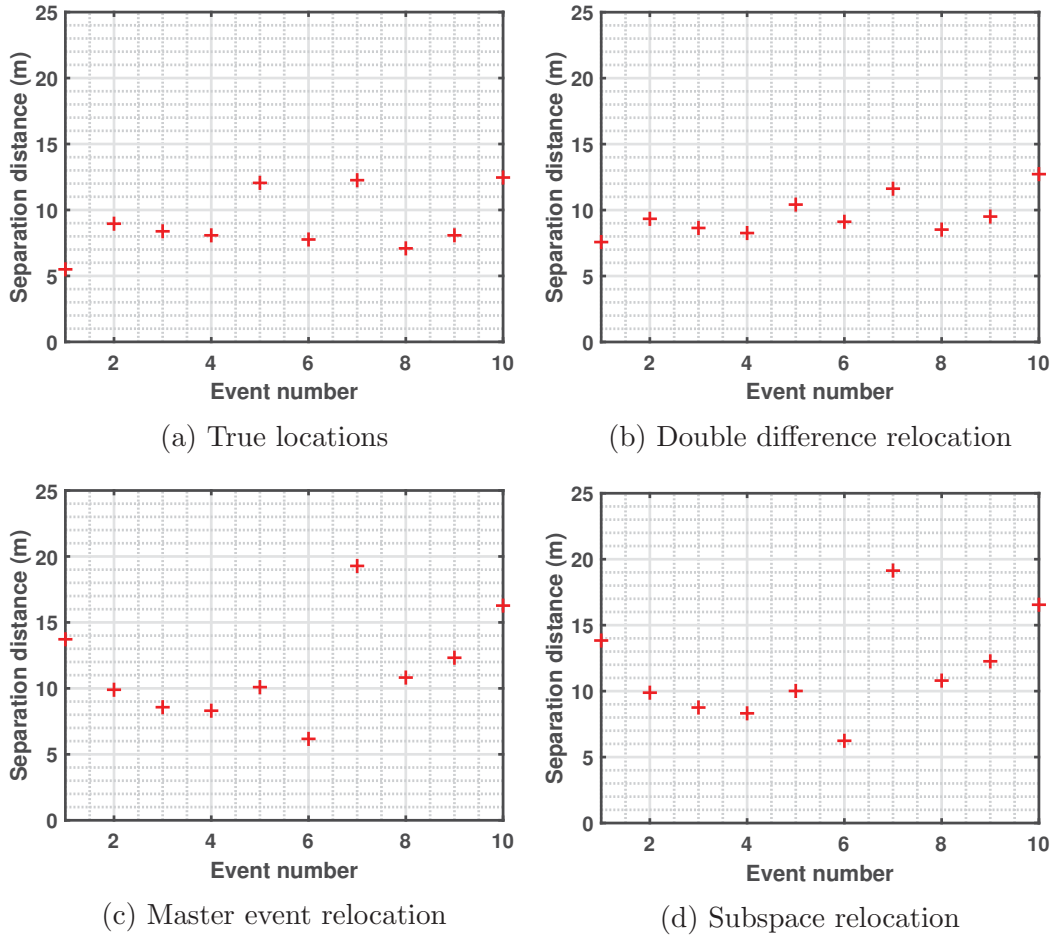 25
20
15
10
5
0
Separation distance (m)
2 4 6 8 10
Event number
(a) True locations
25
20
15
10
5
0
Separation distance (m)
2 4 6 8 10
Event number
(b) Double difference relocation
25
20
15
10
5
0
Separation distance (m)
2 4 6 8 10
Event number
(c) Master event relocation
25
20
15
10
5
0
Separation distance (m)
2 4 6 8 10
Event number
(d) Subspace relocation